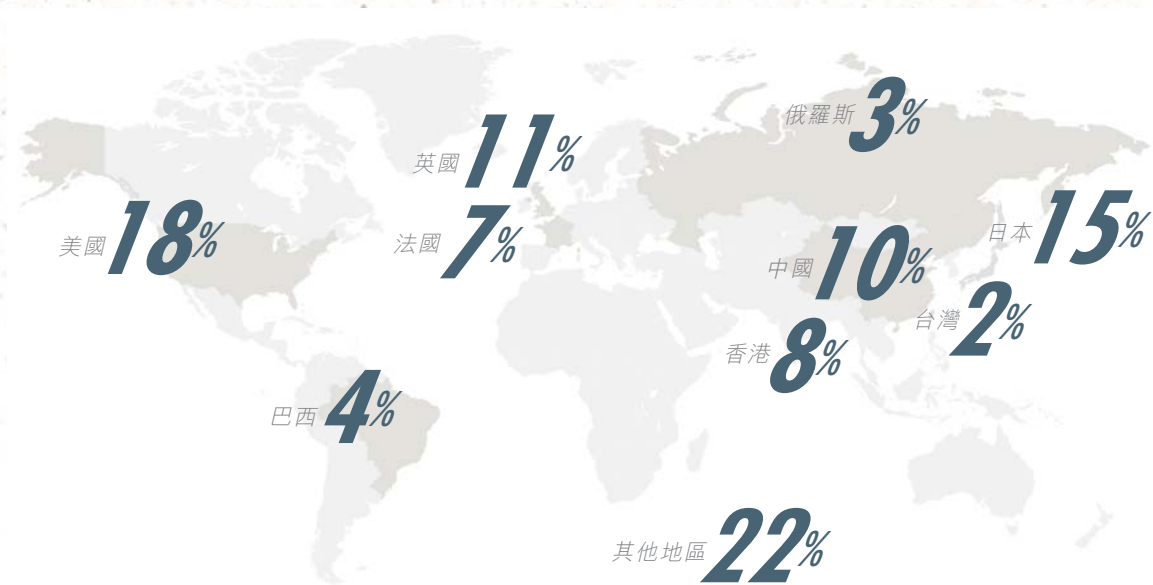 俄羅斯 3%
英國 11%
美國 18%
法國 7%
日本 15%
中國 10%
台灣 2%
香港 8%
巴西 4%
其他地區 22%